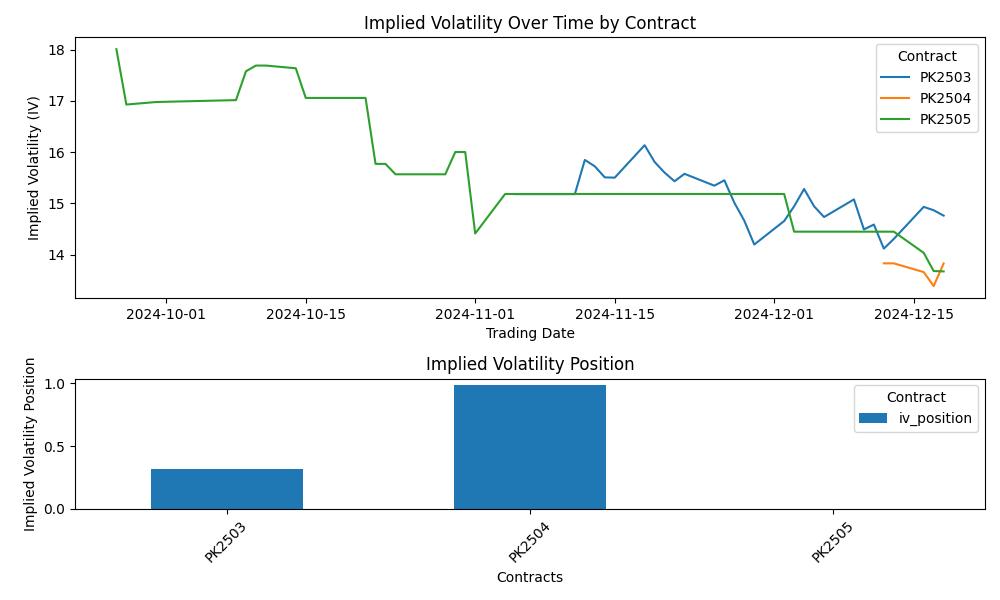 Implied Volatility Over Time by Contract
Implied Volatility (IV)
18
17
16
15
14
Contract
PK2503
PK2504
PK2505
2024-10-01
2024-10-15
2024-11-01
2024-11-15
2024-12-01
2024-12-15
Trading Date
Implied Volatility Position
Implied Volatility Position
1.0
0.5
0.0
Contract
iv_position
PK2503
PK2504
PK2505
Contracts